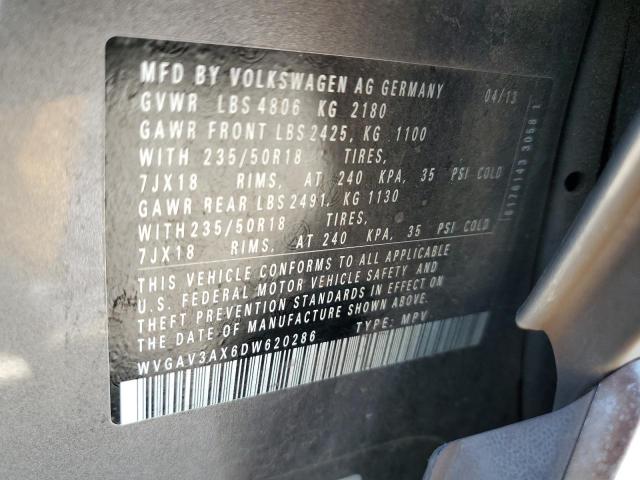 MFD BY VOLKSWAGEN AG GERMANY 04/13
GVWR LBS 4806 KG 2180
GAWR FRONT LBS 2425, KG 1100
WITH 235/50R18 TIRES,
7JX18 RIMS, AT 240 KPA, 35 PSI COLD
GAWR REAR LBS 2491, KG 1130
WITH 235/50R18 TIRES,
7JX18 RIMS, AT 240 KPA, 35 PSI COLD
THIS VEHICLE CONFORMS TO ALL APPLICABLE
U.S. FEDERAL MOTOR VEHICLE SAFETY AND
THEFT PREVENTION STANDARDS IN EFFECT ON
THE DATE OF MANUFACTURE SHOWN ABOVE.
WVGAV3AX6DW620286 TYPE: MPV